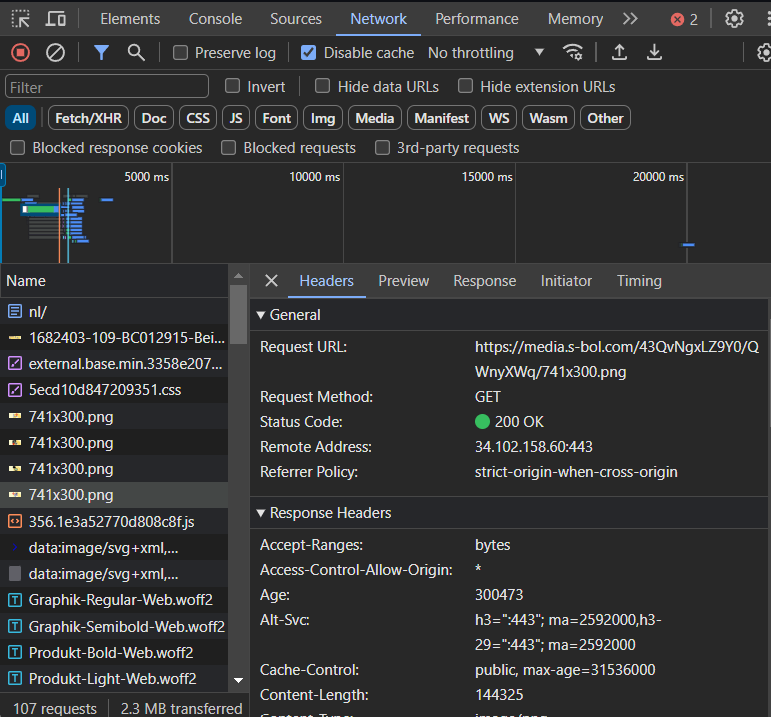 Elements Console Sources Network Performance Memory 2
Preserve log Disable cache No throttling
Filter Invert Hide data URLs Hide extension URLs
All Fetch/XHR Doc CSS JS Font Img Media Manifest WS Wasm Other
Blocked response cookies Blocked requests 3rd-party requests
5000 ms 10000 ms 15000 ms 20000 ms
Name
nl/
1682403-109-BC012915-Bei...
external.base.min.3358e207...
5ecd10d847209351.css
741x300.png
741x300.png
741x300.png
741x300.png
356.1e3a52770d808c8f.js
data:image/svg+xml,...
data:image/svg+xml,...
Graphik-Regular-Web.woff2
Graphik-Semibold-Web.woff2
Produkt-Bold-Web.woff2
Produkt-Light-Web.woff2
107 requests 2.3 MB transferred
Headers Preview Response Initiator Timing
General
Request URL: https://media.s-bol.com/43QvNgxLZ9Y0/Q
WnyXWq/741x300.png
Request Method: GET
Status Code: 200 OK
Remote Address: 34.102.158.60:443
Referrer Policy: strict-origin-when-cross-origin
Response Headers
Accept-Ranges: bytes
Access-Control-Allow-Origin: *
Age: 300473
Alt-Svc: h3=":443"; ma=2592000,h3-
29=":443"; ma=2592000
Cache-Control: public, max-age=31536000
Content-Length: 144325
Content-Type: image/png